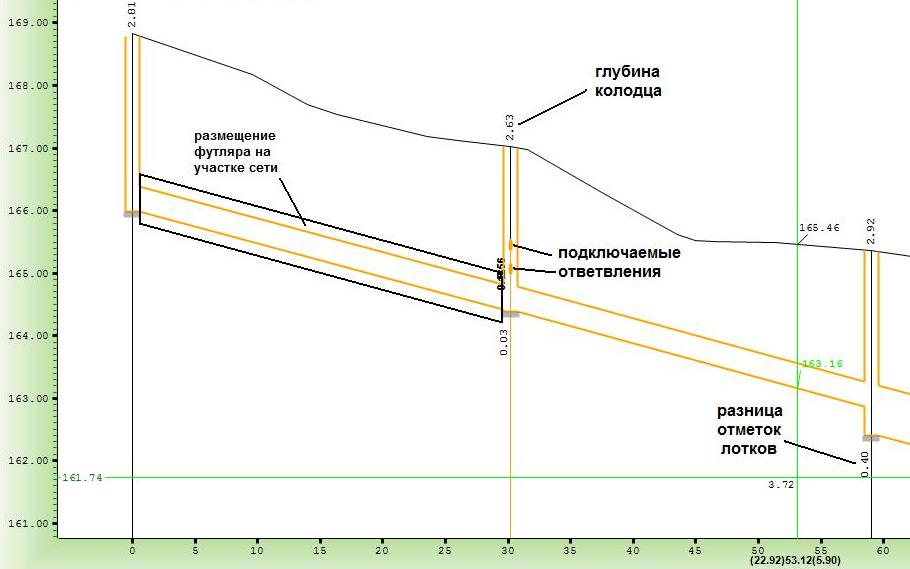 169.00
2.81
168.00
глубина
колодца
2.63
167.00
размещение
футляра на
участке сети
166.00
165.46
2.92
подключаемые
ответвления
165.00
164.00
0.03
163.16
163.00
разница
отметок
лотков
162.00
0.40
161.74
3.72
161.00
0 5 10 15 20 25 30 35 40 45 50 55 60
(22.92)53.12(5.90)